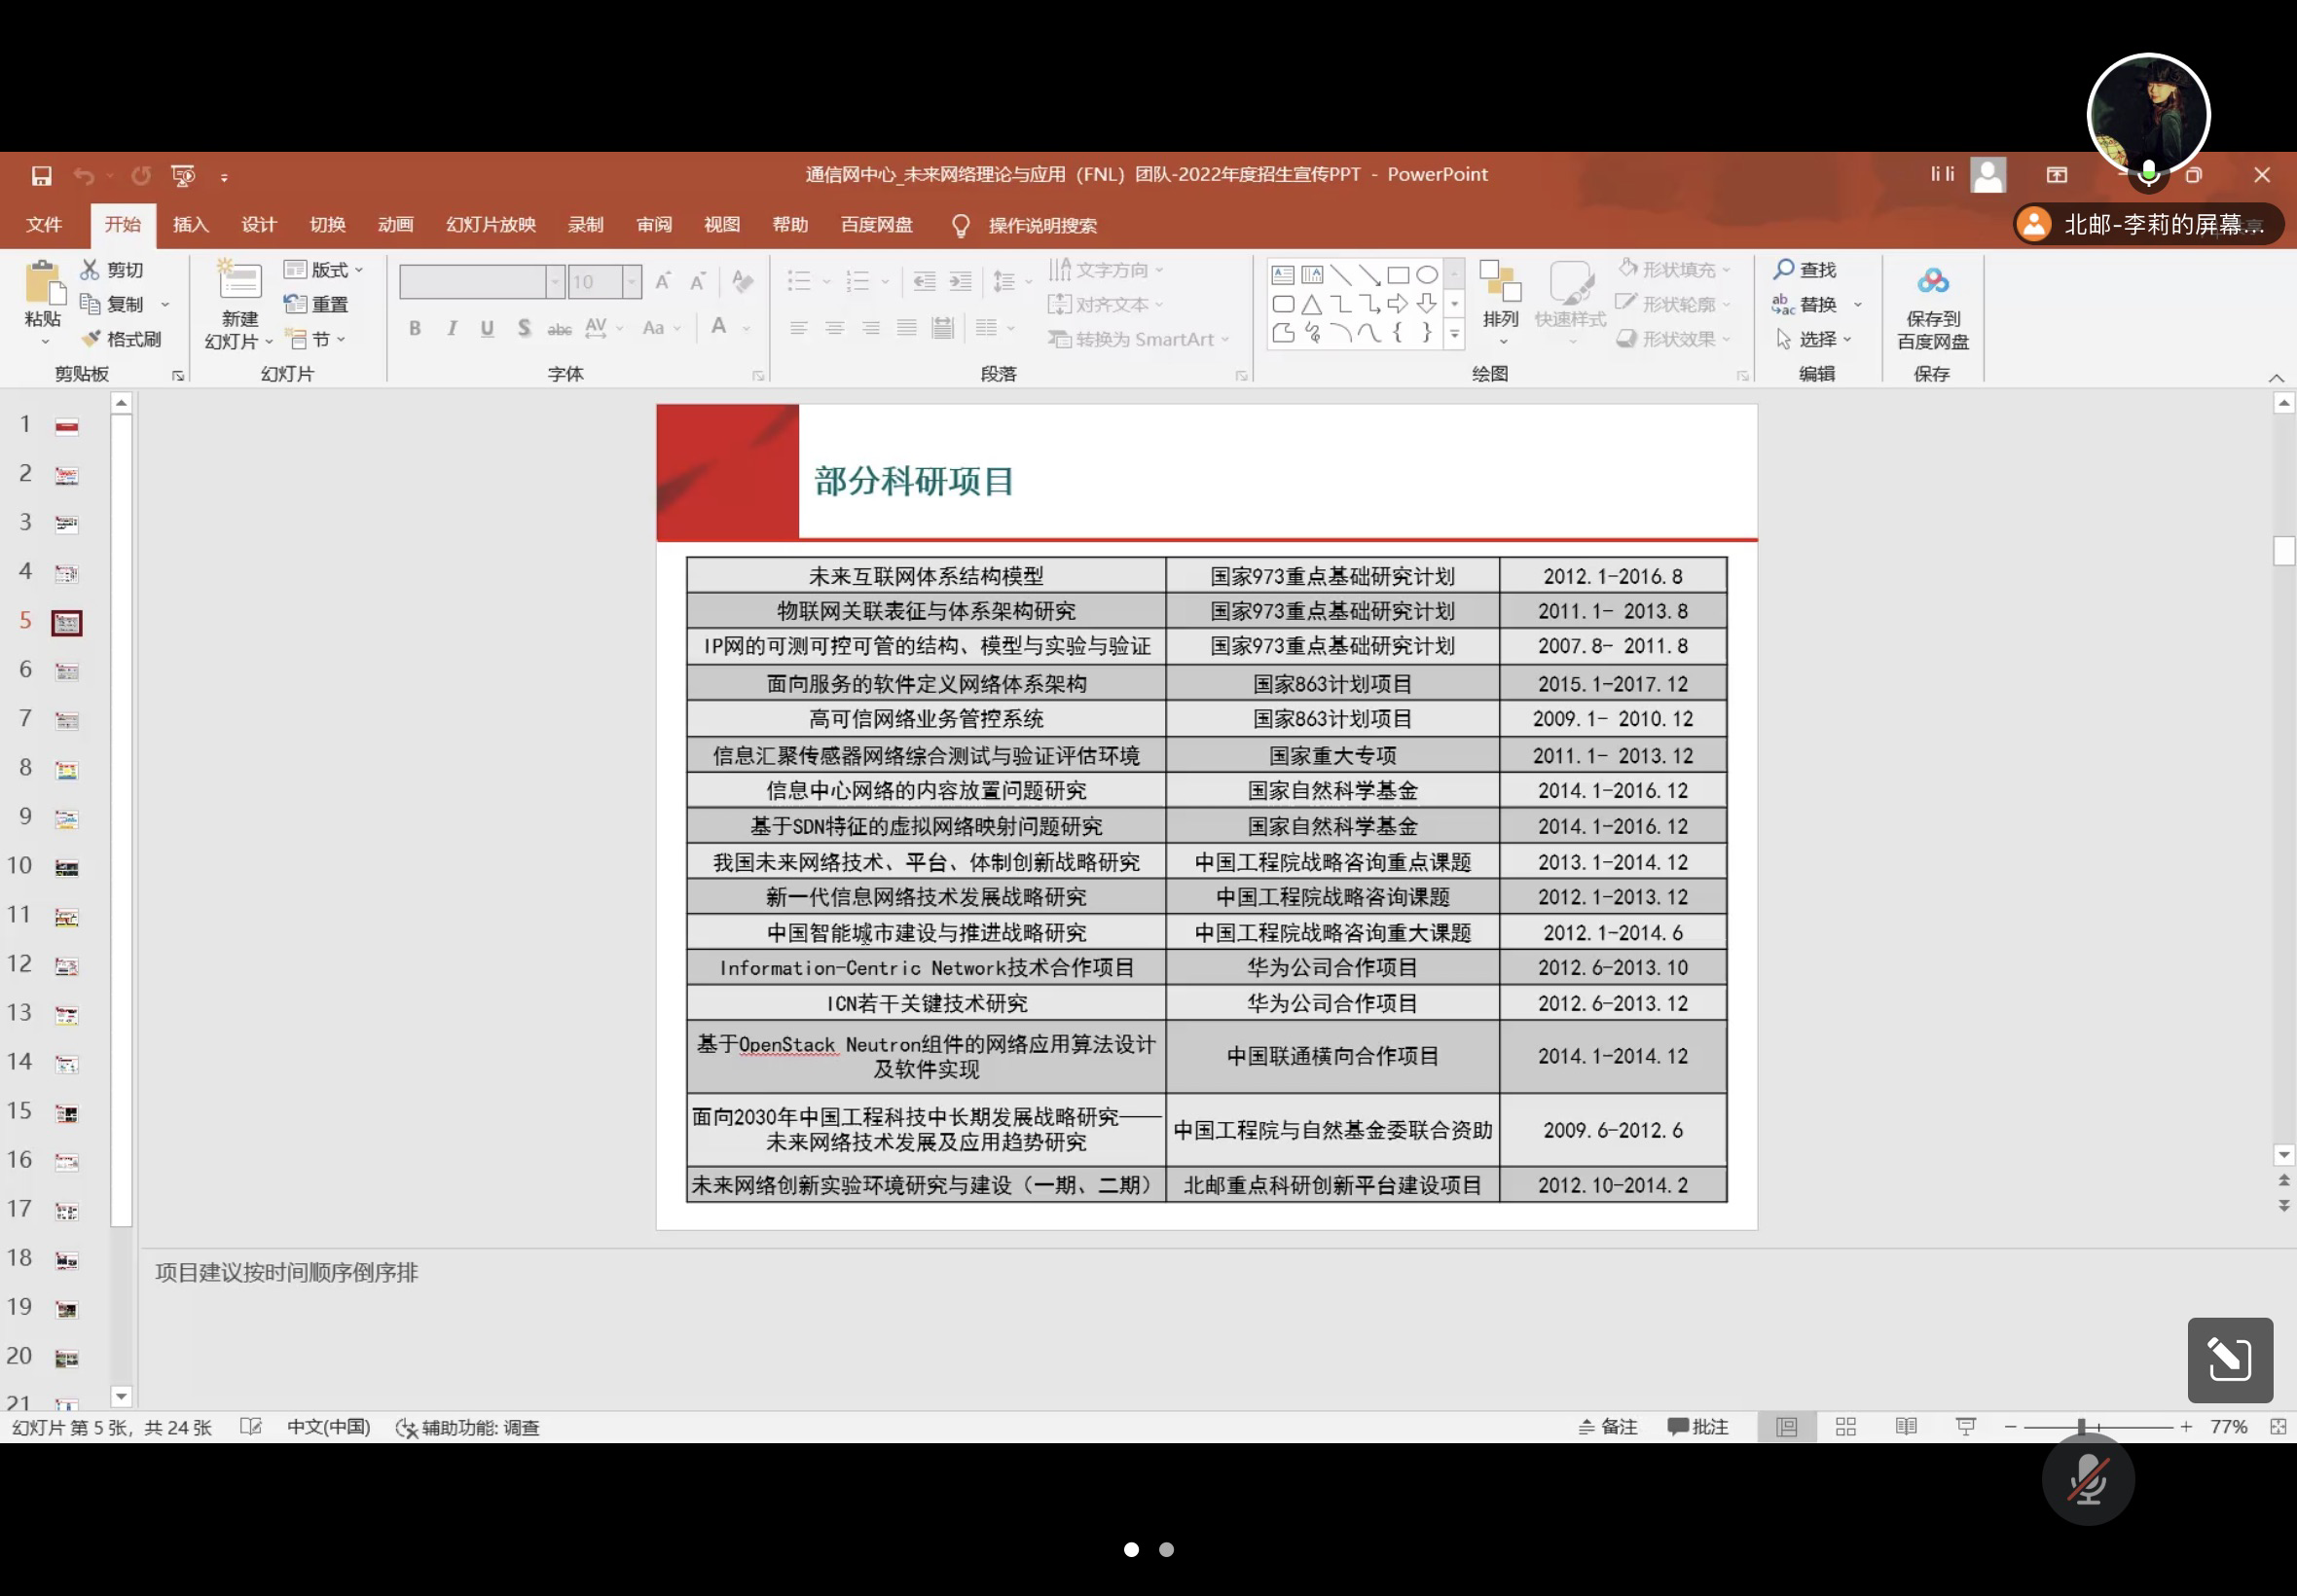 通信网中心_未来网络理论与应用（FNL）团队-2022年度招生宣传PPT - PowerPoint
li li
北邮-李莉的屏幕...
文件 开始 插入 设计 切换 动画 幻灯片放映 录制 审阅 视图 帮助 百度网盘 操作说明搜索
粘贴
剪切
复制
格式刷
剪贴板
新建
幻灯片
版式
重置
节
幻灯片
10
B I U S abc AV Aa A
字体
文字方向
对齐文本
转换为 SmartArt
段落
排列
快速样式
形状填充
形状轮廓
形状效果
绘图
查找
替换
选择
编辑
保存到
百度网盘
保存
1
2
3
4
5
6
7
8
9
10
11
12
13
14
15
16
17
18
19
20
21
部分科研项目
未来互联网体系结构模型 国家973重点基础研究计划 2012.1-2016.8
物联网关联表征与体系架构研究 国家973重点基础研究计划 2011.1- 2013.8
IP网的可测可控可管的结构、模型与实验与验证 国家973重点基础研究计划 2007.8- 2011.8
面向服务的软件定义网络体系架构 国家863计划项目 2015.1-2017.12
高可信网络业务管控系统 国家863计划项目 2009.1- 2010.12
信息汇聚传感器网络综合测试与验证评估环境 国家重大专项 2011.1- 2013.12
信息中心网络的内容放置问题研究 国家自然科学基金 2014.1-2016.12
基于SDN特征的虚拟网络映射问题研究 国家自然科学基金 2014.1-2016.12
我国未来网络技术、平台、体制创新战略研究 中国工程院战略咨询重点课题 2013.1-2014.12
新一代信息网络技术发展战略研究 中国工程院战略咨询课题 2012.1-2013.12
中国智能城市建设与推进战略研究 中国工程院战略咨询重大课题 2012.1-2014.6
Information-Centric Network技术合作项目 华为公司合作项目 2012.6-2013.10
ICN若干关键技术研究 华为公司合作项目 2012.6-2013.12
基于OpenStack Neutron组件的网络应用算法设计
及软件实现 中国联通横向合作项目 2014.1-2014.12
面向2030年中国工程科技中长期发展战略研究——
未来网络技术发展及应用趋势研究 中国工程院与自然基金委联合资助 2009.6-2012.6
未来网络创新实验环境研究与建设（一期、二期） 北邮重点科研创新平台建设项目 2012.10-2014.2
项目建议按时间顺序倒序排
幻灯片 第 5 张，共 24 张 中文(中国) 辅助功能: 调查 备注 批注 77%